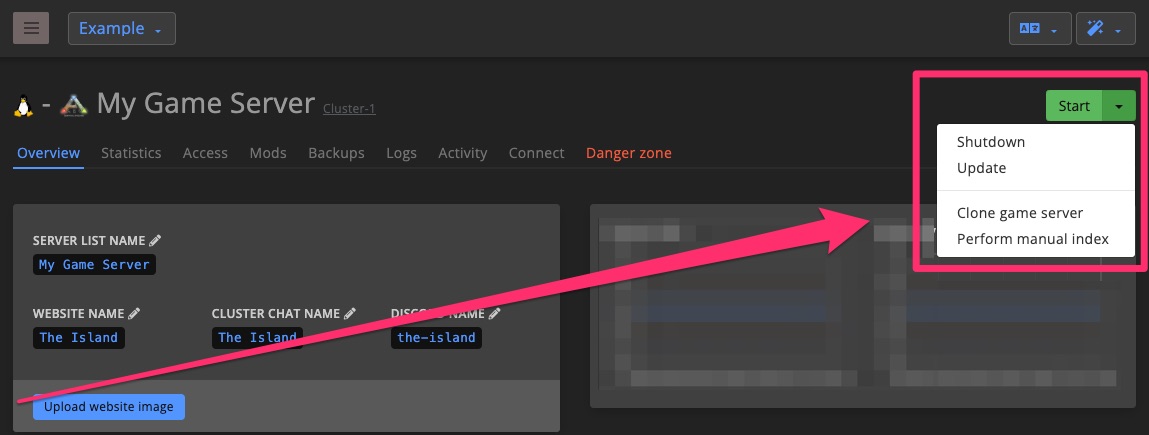 Example
- My Game Server Cluster-1
Start
Overview Statistics Access Mods Backups Logs Activity Connect Danger zone
Shutdown
Update
Clone game server
Perform manual index
SERVER LIST NAME
My Game Server
WEBSITE NAME CLUSTER CHAT NAME NAME
The Island The Island the-island
Upload website image